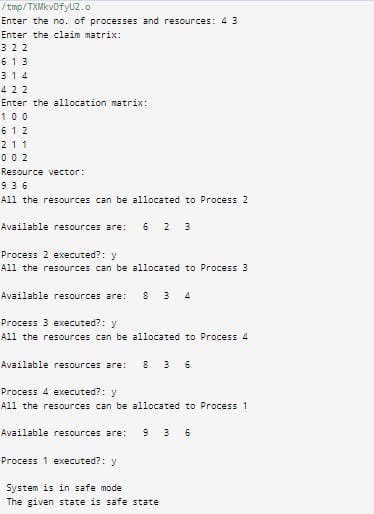 /tmp/TXMkvDfyU2.o
Enter the no. of processes and resources: 4 3
Enter the claim matrix:
3 2 2
6 1 3
3 1 4
4 2 2
Enter the allocation matrix:
1 0 0
6 1 2
2 1 1
0 0 2
Resource vector:
9 3 6
All the resources can be allocated to Process 2
Available resources are: 6 2 3
Process 2 executed?: y
All the resources can be allocated to Process 3
Available resources are: 8 3 4
Process 3 executed?: y
All the resources can be allocated to Process 4
Available resources are: 8 3 6
Process 4 executed?: y
All the resources can be allocated to Process 1
Available resources are: 9 3 6
Process 1 executed?: y
System is in safe mode
The given state is safe state